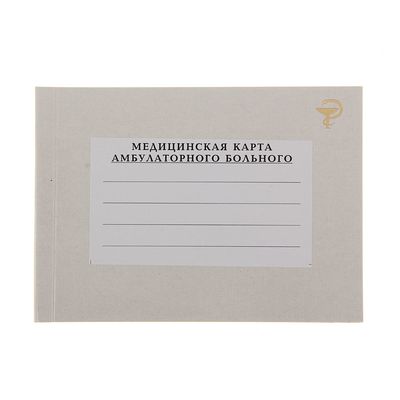 МЕДИЦИНСКАЯ КАРТА
АМБУЛАТОРНОГО БОЛЬНОГО